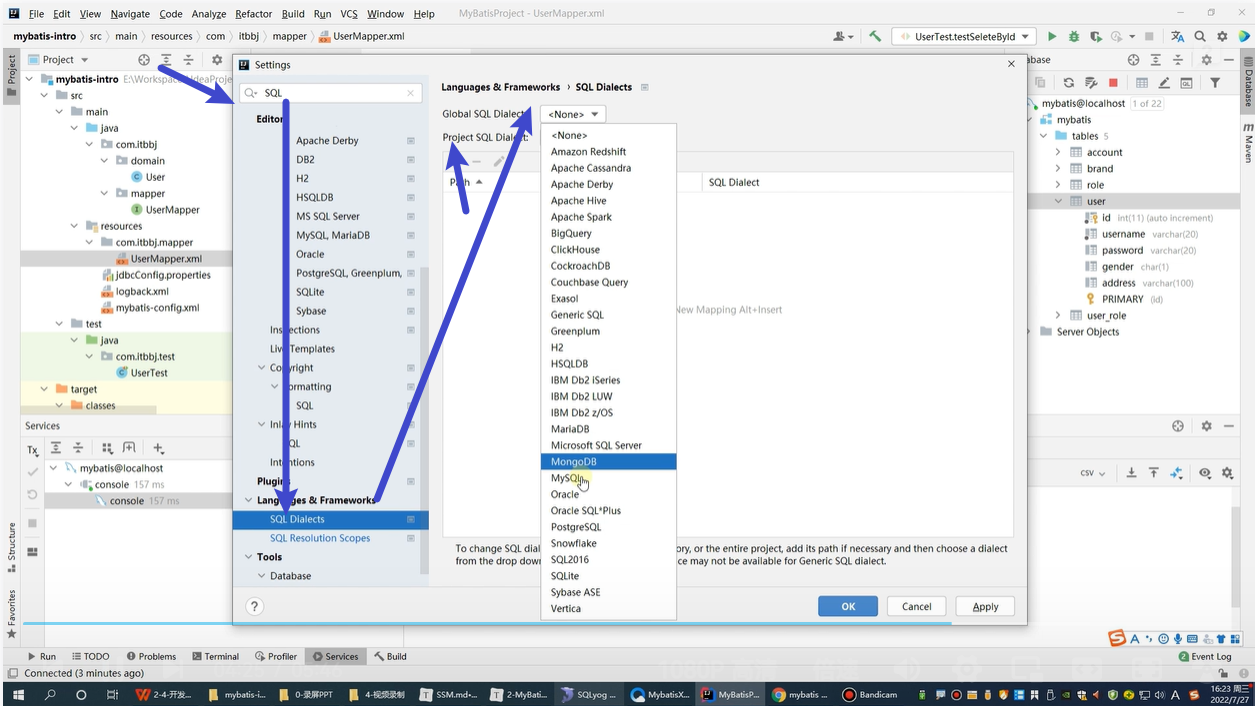 File Edit View Navigate Code Analyze Refactor Build Run VCS Window Help MyBatisProject - UserMapper.xml
mybatis-intro src main resources com itbbj mapper UserMapper.xml
UserTest.testSeleteById
Project
Settings
SQL
Editor
Apache Derby
DB2
H2
HSQLDB
MS SQL Server
MySQL, MariaDB
Oracle
PostgreSQL, Greenplum,
SQLite
Sybase
Inspections
Live Templates
Copyright
SQL
Inlay Hints
Intentions
Plugins
Languages & Frameworks
SQL Dialects
SQL Resolution Scopes
Tools
Database
Languages & Frameworks › SQL Dialects
Global SQL Dialect: <None>
Project SQL Dialect:
Path SQL Dialect
New Mapping Alt+Insert
<None>
Amazon Redshift
Apache Cassandra
Apache Derby
Apache Hive
Apache Spark
BigQuery
ClickHouse
CockroachDB
Couchbase Query
Exasol
Generic SQL
Greenplum
H2
HSQLDB
IBM Db2 iSeries
IBM Db2 LUW
IBM Db2 z/OS
MariaDB
Microsoft SQL Server
MongoDB
MySQL
Oracle
Oracle SQL*Plus
PostgreSQL
Snowflake
SQL2016
SQLite
Sybase ASE
Vertica
To change SQL dial ory, or the entire project, add its path if necessary and then choose a dialect
from the drop down ce may not be available for Generic SQL dialect.
? OK Cancel Apply
Project
Structure
Favorites
Project
mybatis-intro E:\Workspace\IdeaProje
src
main
java
com.itbbj
domain
User
mapper
UserMapper
resources
com.itbbj.mapper
UserMapper.xml
jdbcConfig.properties
logback.xml
mybatis-config.xml
test
java
com.itbbj.test
UserTest
target
classes
Services
Tx
mybatis@localhost
console 157 ms
console 157 ms
base
mybatis@localhost 1 of 22
mybatis
tables 5
account
brand
role
user
id int(11) (auto increment)
username varchar(20)
password varchar(20)
gender char(1)
address varchar(100)
PRIMARY (id)
user_role
Server Objects
Database
Maven
CSV
Run TODO Problems Terminal Profiler Services Build
2 Event Log
Connected (3 minutes ago)
2-4-开发... mybatis-i... 0-录屏PPT 4-视频录制 SSM.md-... 2-MyBati... SQLyog ... MybatisX... MyBatisP... mybatis ... Bandicam
16:23 周三
2022/7/27